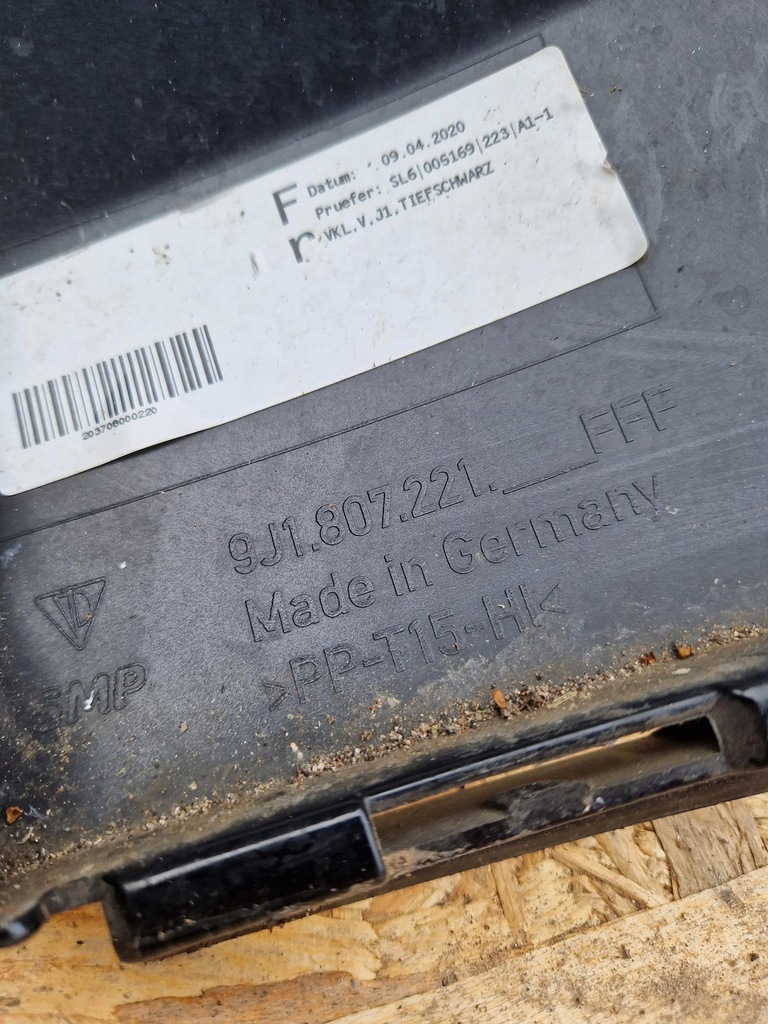 F
Datum: 09.04.2020
Pruefer: SL6|005169|223|A1-1
r
VKL.V.J1.TIEFSCHWARZ
203708000220
9J1.807.221.____FFF
Made in Germany
>PP-T15-HI<
SMP